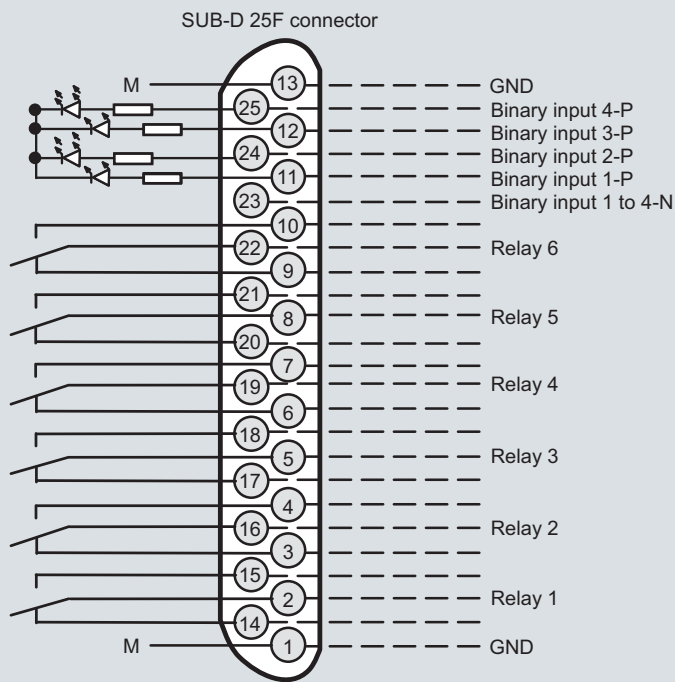 SUB-D 25F connector
M 13 GND
25 Binary input 4-P
12 Binary input 3-P
24 Binary input 2-P
11 Binary input 1-P
23 Binary input 1 to 4-N
10
22 Relay 6
9
21
8 Relay 5
20
7
19 Relay 4
6
18
5 Relay 3
17
4
16 Relay 2
3
15
2 Relay 1
14
M 1 GND